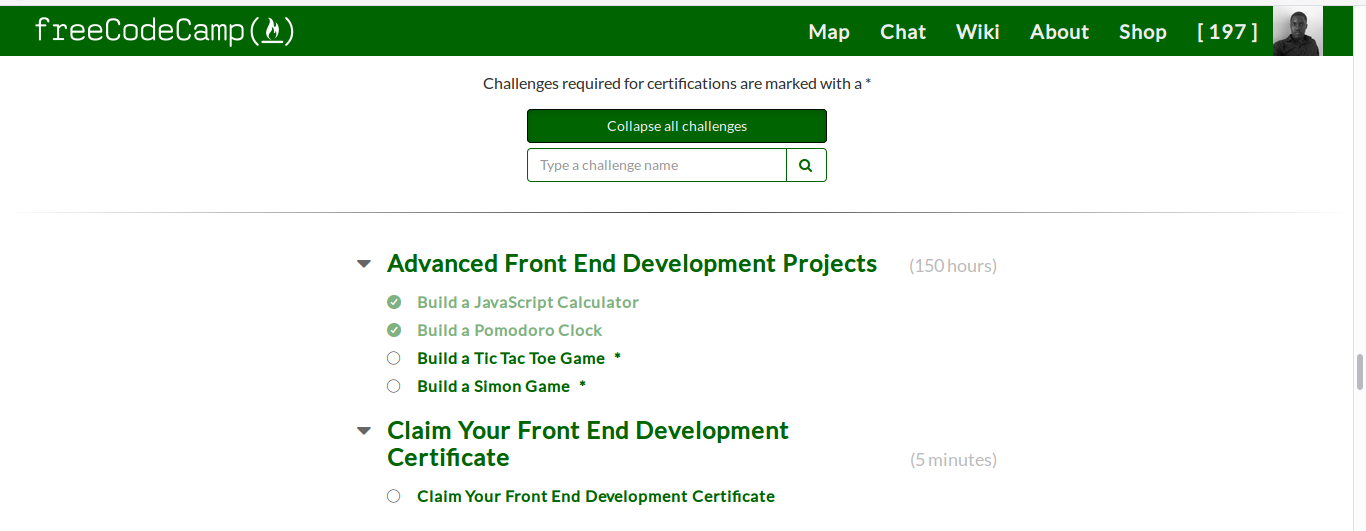 freeCodeCamp Map Chat Wiki About Shop [ 197 ]
Challenges required for certifications are marked with a *
Collapse all challenges
Type a challenge name
Advanced Front End Development Projects (150 hours)
Build a JavaScript Calculator
Build a Pomodoro Clock
Build a Tic Tac Toe Game *
Build a Simon Game *
Claim Your Front End Development
Certificate (5 minutes)
Claim Your Front End Development Certificate